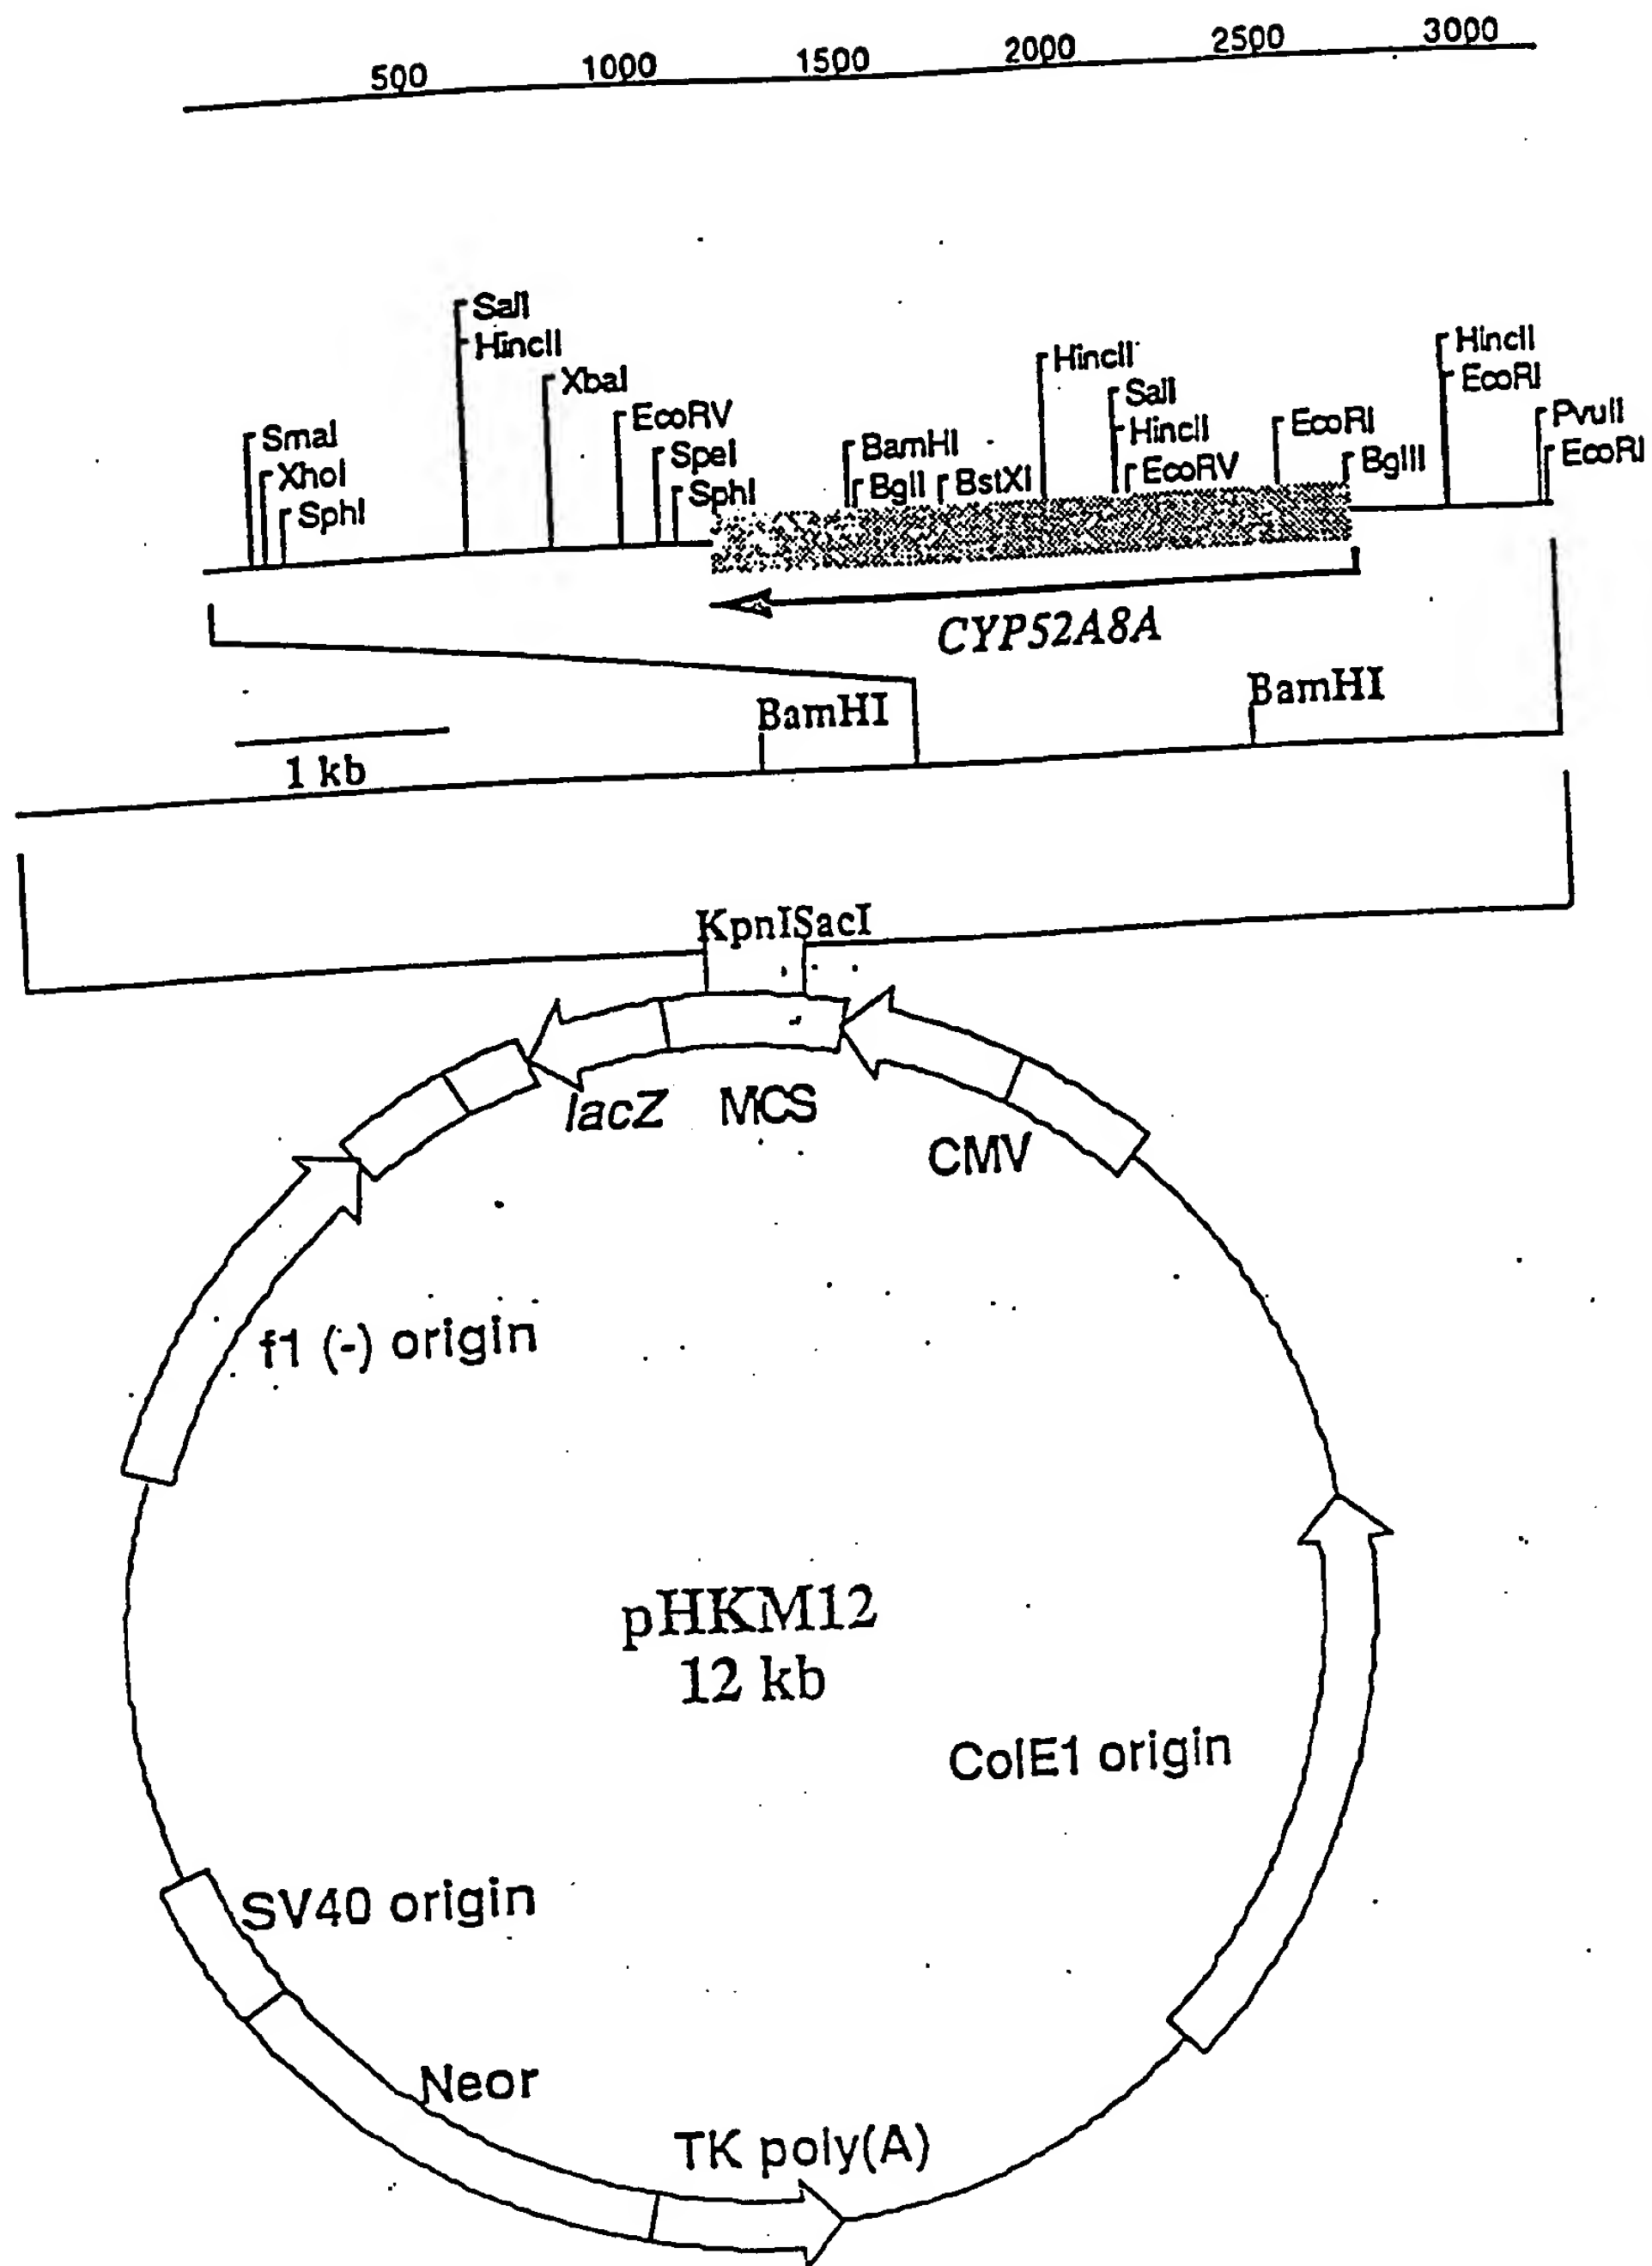 500 1000 1500 2000 2500 3000
SalI
HincII
XbaI
EcoRV
SpeI
SphI
SmaI
XhoI
SphI
BamHI
BglI
BstXI
HincII
SalI
HincII
EcoRV
EcoRI
BglII
HincII
EcoRI
PvuII
EcoRI
CYP52A8A
BamHI
BamHI
1 kb
KpnI SacI
lacZ
MCS
CMV
f1 (-) origin
pHKM12
12 kb
ColE1 origin
SV40 origin
Neor
TK poly(A)